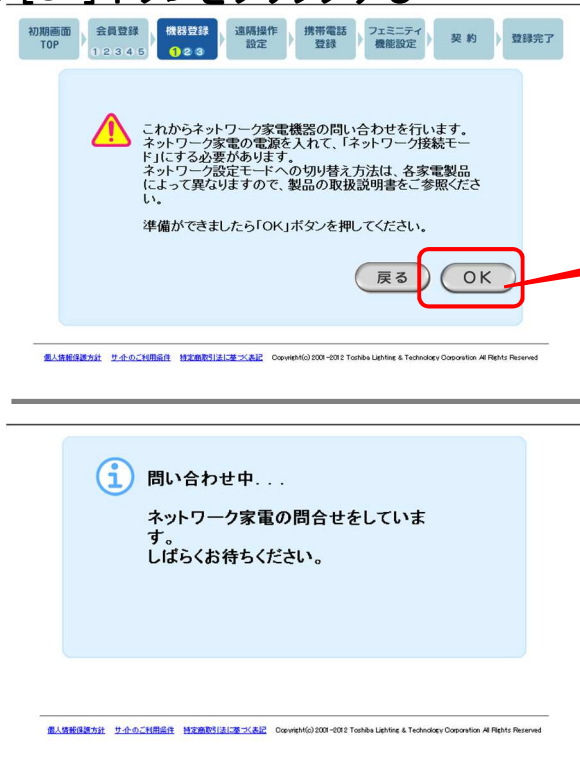 初期画面 TOP 会員登録 1 2 3 4 5 機器登録 1 2 3 遠隔操作 設定 携帯電話 登録 フェミニティ 機能設定 契 約 登録完了
これからネットワーク家電機器の問い合わせを行います。
ネットワーク家電の電源を入れて、「ネットワーク接続モー
ド」にする必要があります。
ネットワーク設定モードへの切り替え方法は、各家電製品
によって異なりますので、製品の取扱説明書をご参照くださ
い。
準備ができましたら「OK」ボタンを押してください。
戻る OK
個人情報保護方針 サイトのご利用条件 特定商取引法に基づく表記 Copyright(c) 2001-2012 Toshiba Lighting & Technology Corporation All Rights Reserved
問い合わせ中...
ネットワーク家電の問合せをしていま
す。
しばらくお待ちください。
個人情報保護方針 サイトのご利用条件 特定商取引法に基づく表記 Copyright(c) 2001-2012 Toshiba Lighting & Technology Corporation All Rights Reserved